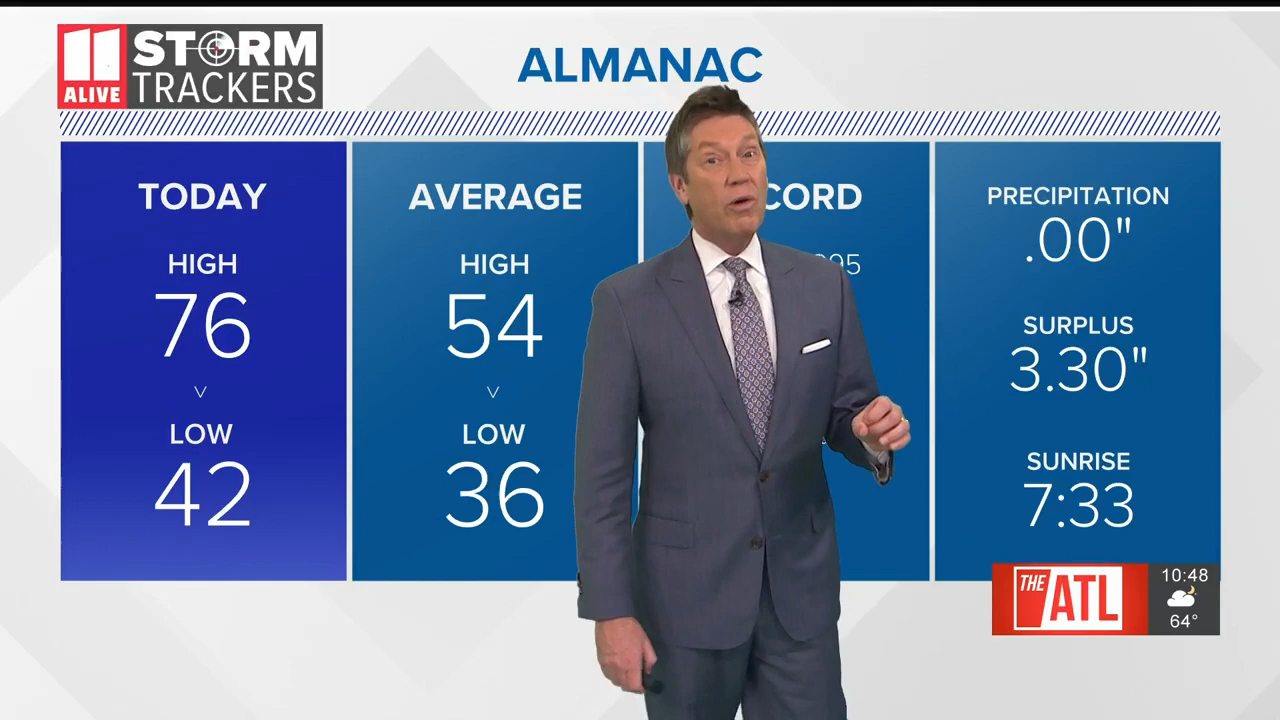 11 ALIVE
STORM TRACKERS
ALMANAC
TODAY
HIGH
76
LOW
42
AVERAGE
HIGH
54
LOW
36
CORD
95
PRECIPITATION
.00"
SURPLUS
3.30"
SUNRISE
7:33
THE ATL
10:48
64°